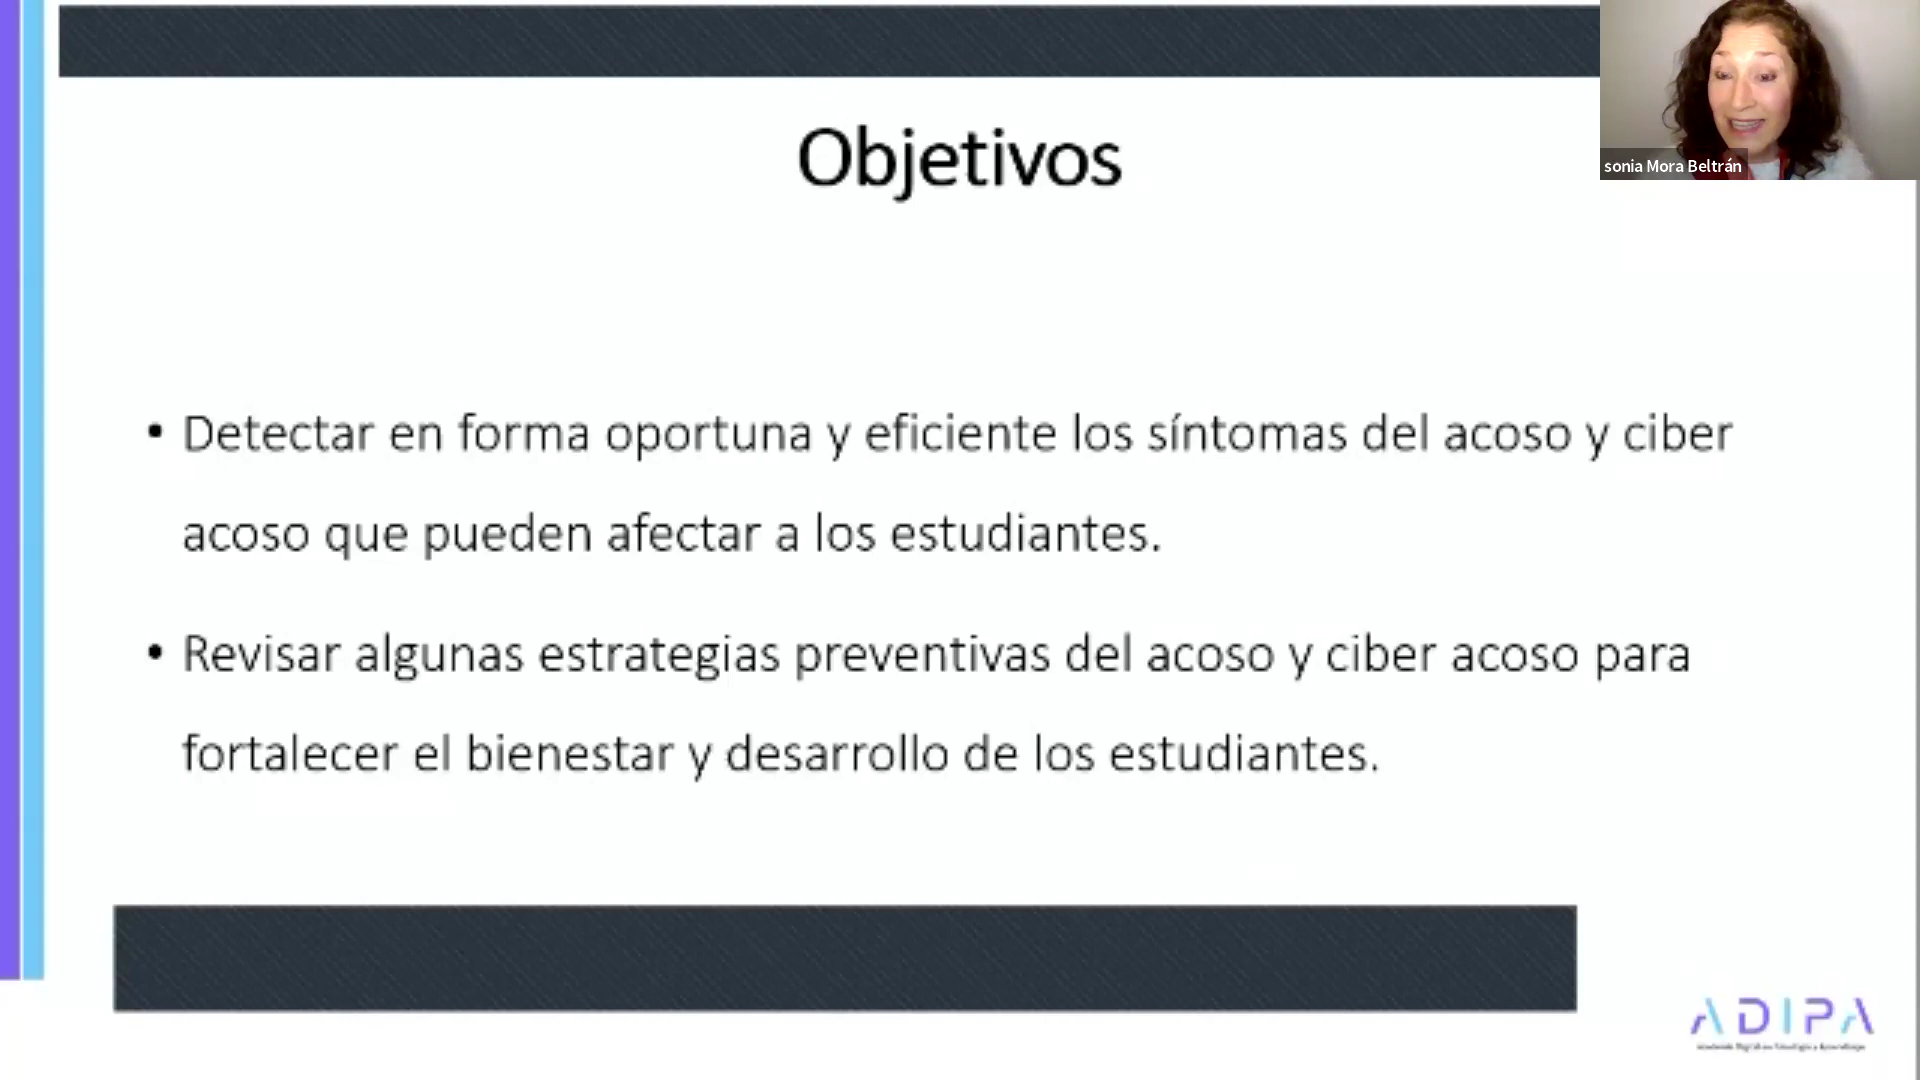 Objetivos
sonia Mora Beltrán
• Detectar en forma oportuna y eficiente los síntomas del acoso y ciber
acoso que pueden afectar a los estudiantes.
• Revisar algunas estrategias preventivas del acoso y ciber acoso para
fortalecer el bienestar y desarrollo de los estudiantes.
ADIPA